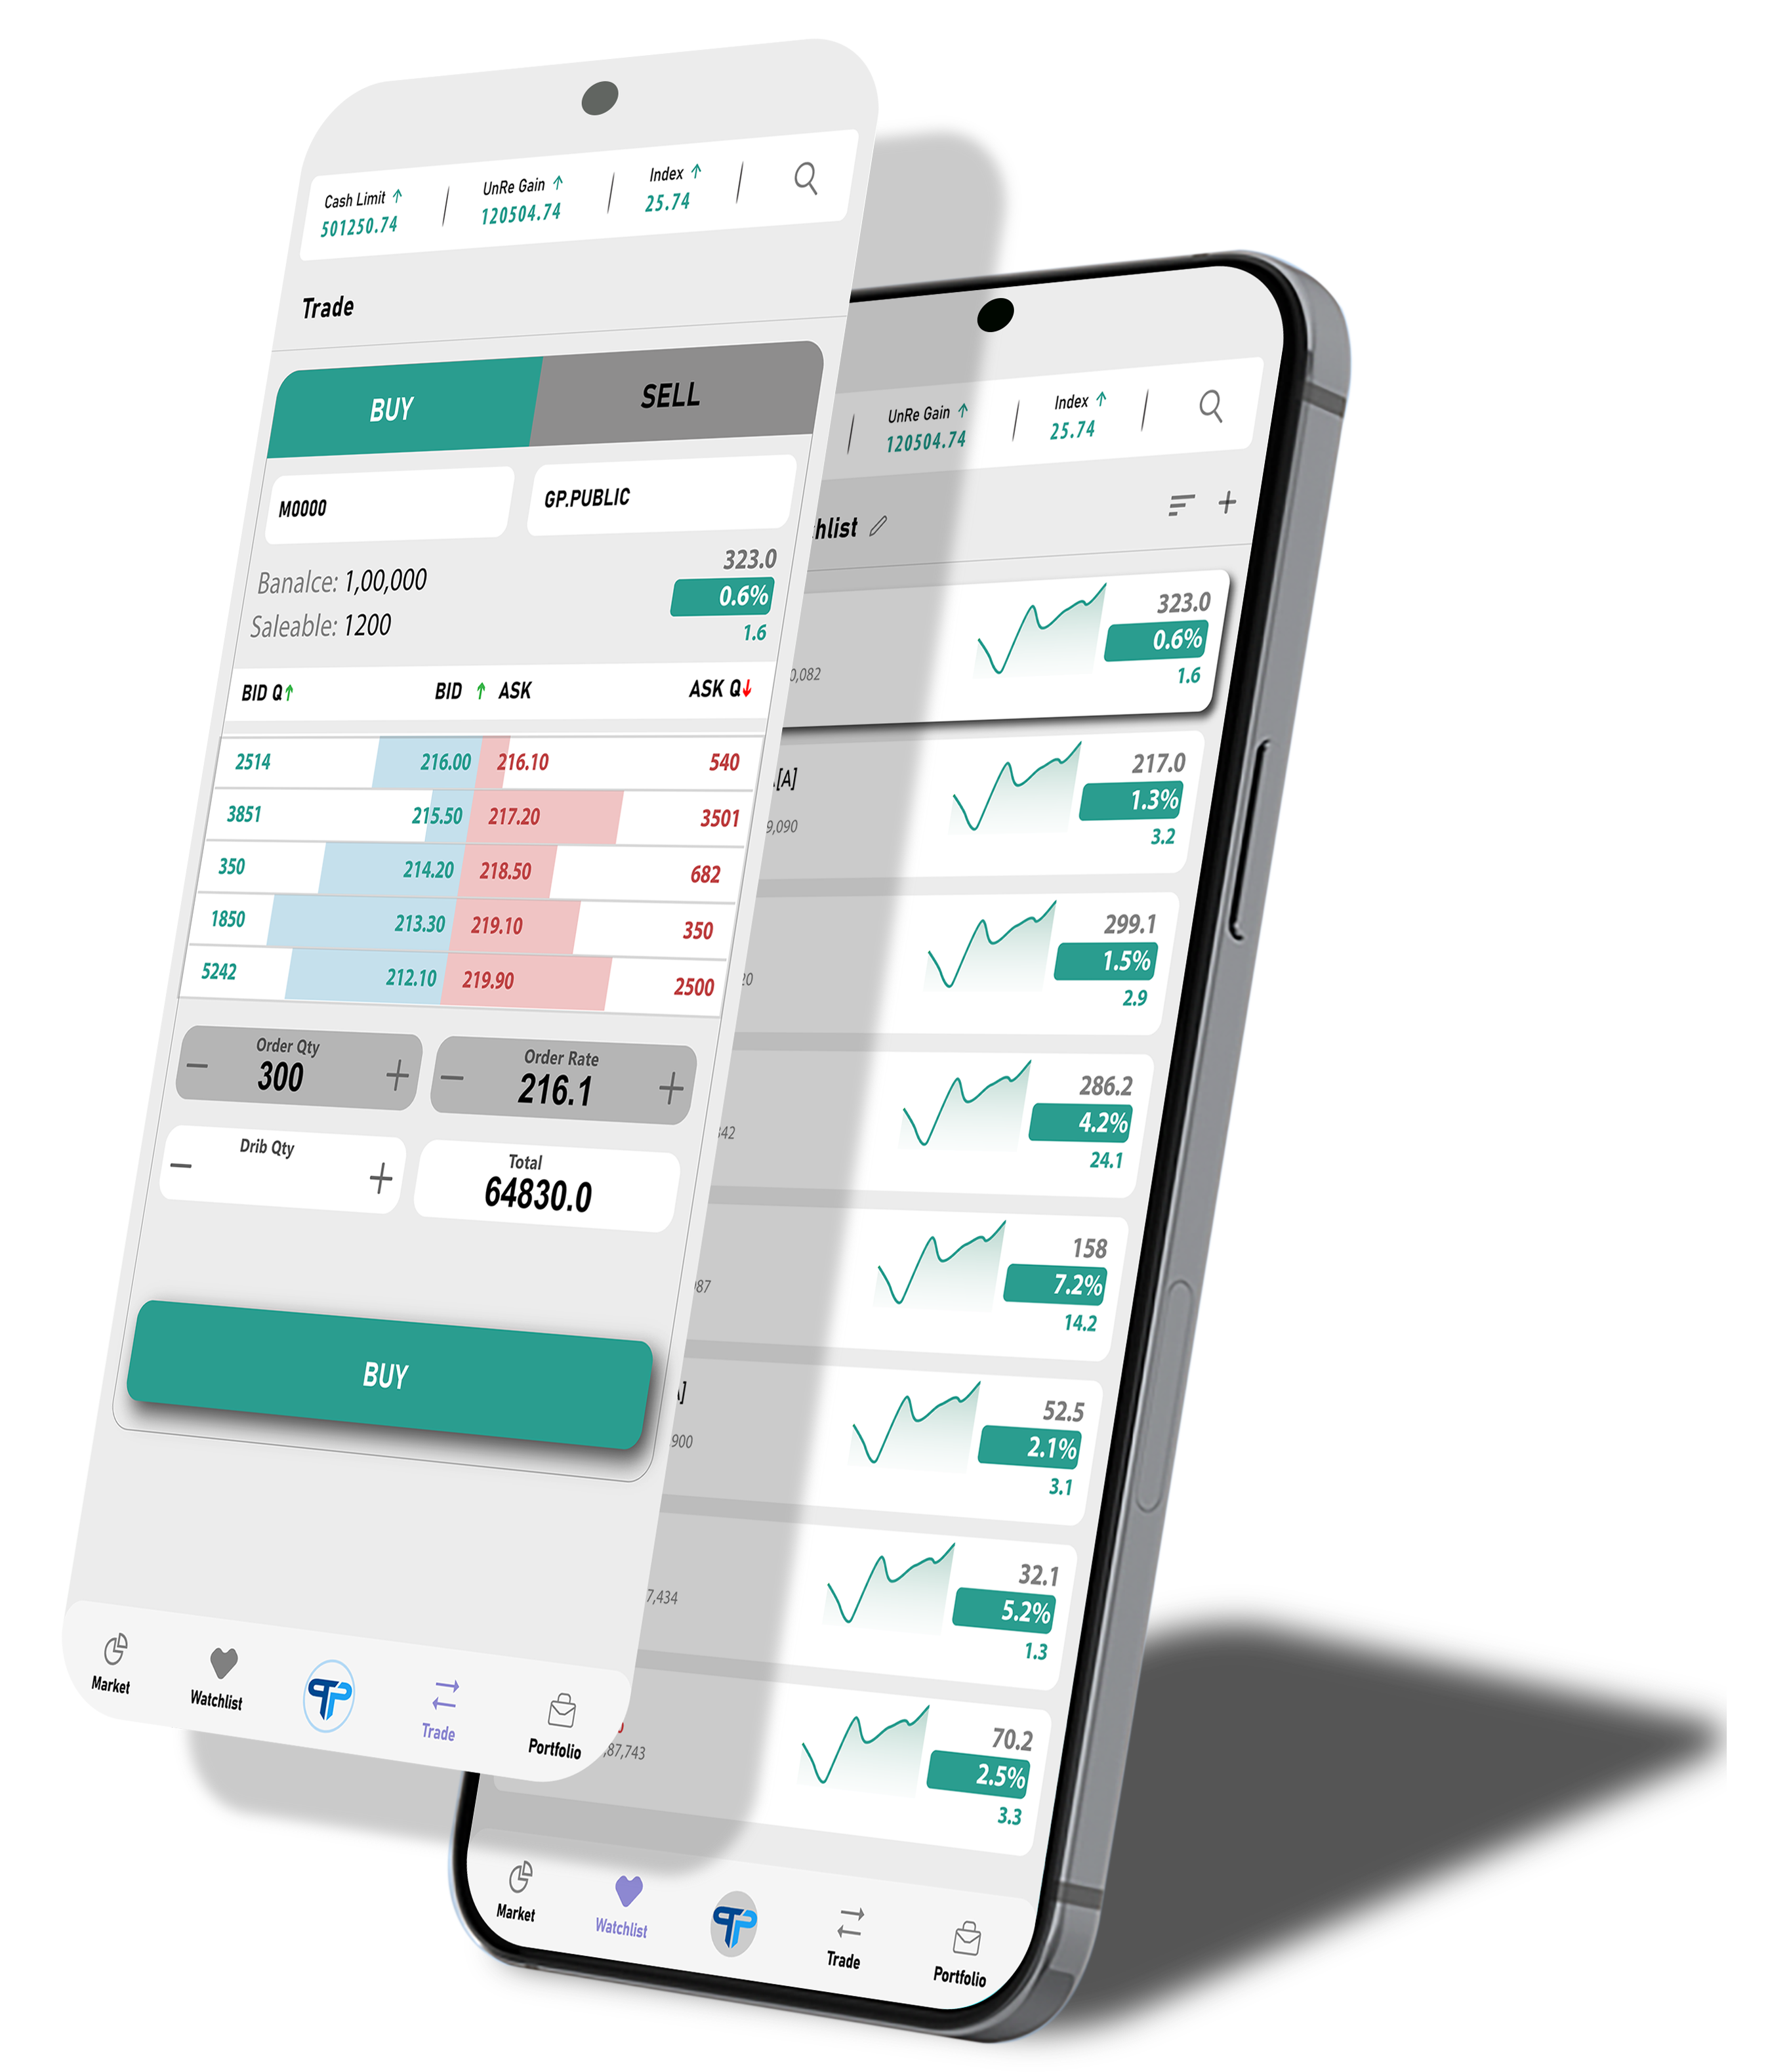 Cash Limit ↑ UnRe Gain ↑ Index ↑
501250.74 120504.74 25.74
Trade
BUY SELL
M0000 GP.PUBLIC
323.0
Banalce: 1,00,000 0.6%
Saleable: 1200 1.6
BID Q↑ BID ↑ ASK ASK Q↓
2514 216.00 216.10 540
3851 215.50 217.20 3501
350 214.20 218.50 682
1850 213.30 219.10 350
5242 212.10 219.90 2500
Order Qty Order Rate
− 300 + − 216.1 +
Drib Qty Total
− + 64830.0
BUY
Market Watchlist Trade Portfolio
UnRe Gain ↑ Index ↑
120504.74 25.74
hlist
323.0
0.6%
0,082 1.6
217.0
[A] 1.3%
9,090 3.2
299.1
1.5%
20 2.9
286.2
4.2%
42 24.1
158
7.2%
87 14.2
52.5
] 2.1%
900 3.1
32.1
5.2%
7,434 1.3
70.2
2.5%
,87,743 3.3
Market Watchlist Trade Portfolio